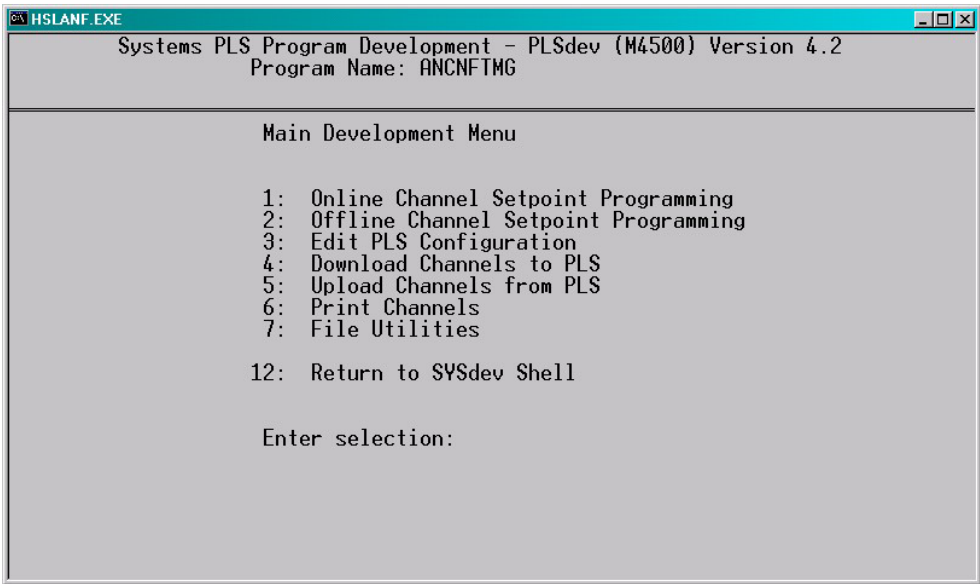 HSLANF.EXE
Systems PLS Program Development - PLSdev (M4500) Version 4.2
Program Name: ANCNFTMG
Main Development Menu
1: Online Channel Setpoint Programming
2: Offline Channel Setpoint Programming
3: Edit PLS Configuration
4: Download Channels to PLS
5: Upload Channels from PLS
6: Print Channels
7: File Utilities
12: Return to SYSdev Shell
Enter selection: